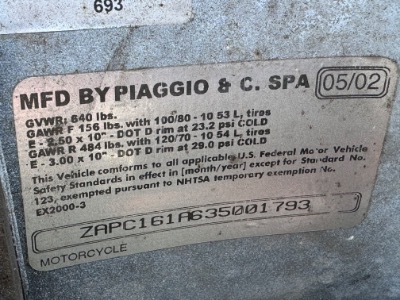 693
MFD BY PIAGGIO & C. SPA 05/02
GVWR: 640 lbs.
GAWR F 156 lbs. with 100/80 - 10 53 L, tires
E - 2.50 x 10" - DOT D rim at 23.2 psi COLD
GAWR R 484 lbs. with 120/70 - 10 54 L, tires
E - 3.00 x 10" - DOT D rim at 29.0 psi COLD
This Vehicle conforms to all applicable U.S. Federal Motor Vehicle
Safety Standards in effect in [month/year] except for Standard No.
123, exempted pursuant to NHTSA temporary exemption No.
EX2000-3
ZAPC161A635001793
MOTORCYCLE